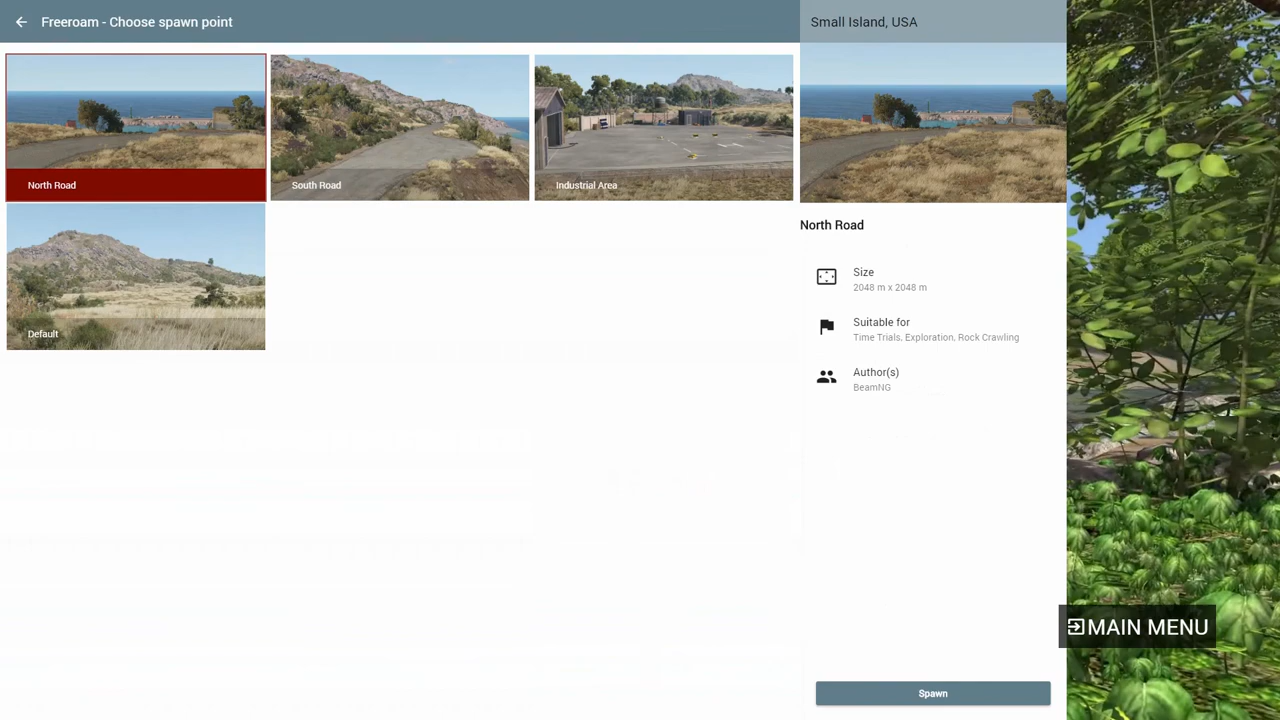 Freeroam - Choose spawn point
Small Island, USA
North Road
South Road
Industrial Area
Default
North Road
Size
2048 m x 2048 m
Suitable for
Time Trials, Exploration, Rock Crawling
Author(s)
BeamNG
MAIN MENU
Spawn